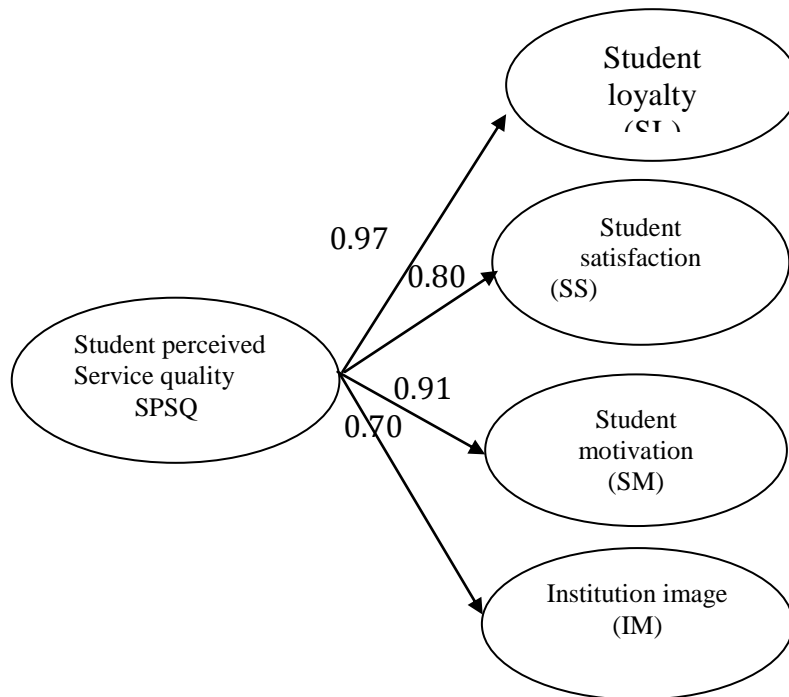 Student
loyalty
(SL)
0.97
Student
satisfaction
(SS)
0.80
Student perceived
Service quality
SPSQ
0.91
0.70
Student
motivation
(SM)
Institution image
(IM)